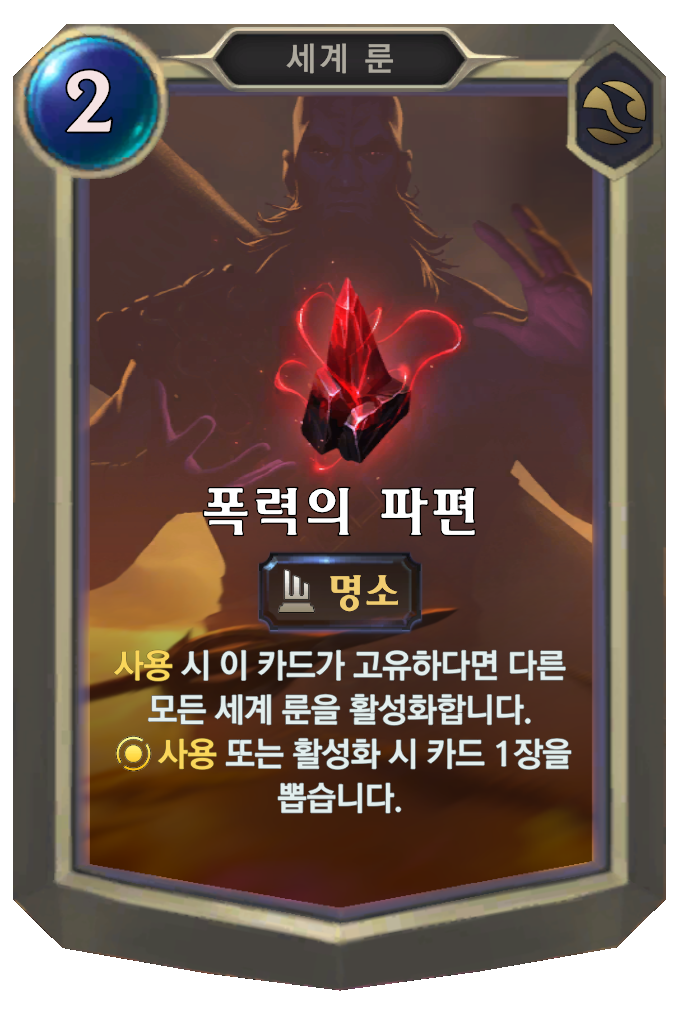 세계 룬
2
폭력의 파편
명소
사용 시 이 카드가 고유하다면 다른
모든 세계 룬을 활성화합니다.
사용 또는 활성화 시 카드 1장을
뽑습니다.